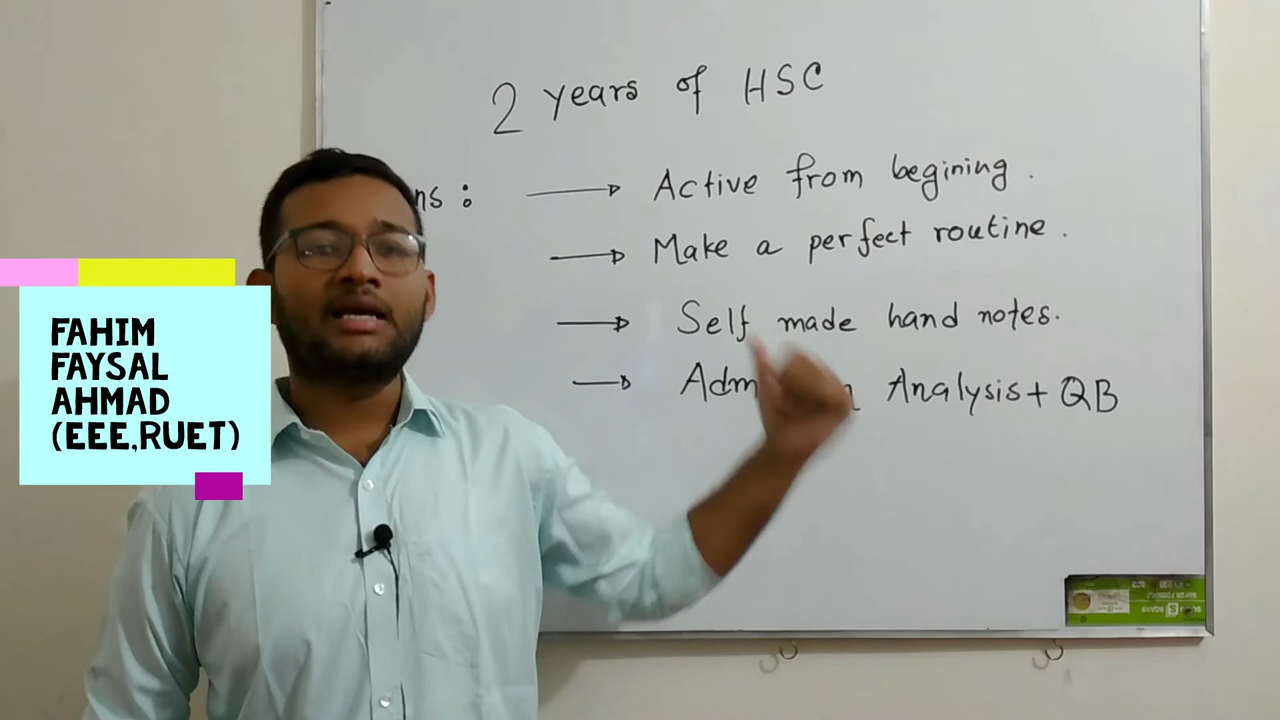 2 years of HSC
ns : → Active from begining.
→ Make a perfect routine.
→ Self made hand notes.
→ Analysis + QB
FAHIM
FAYSAL
AHMAD
(EEE,RUET)